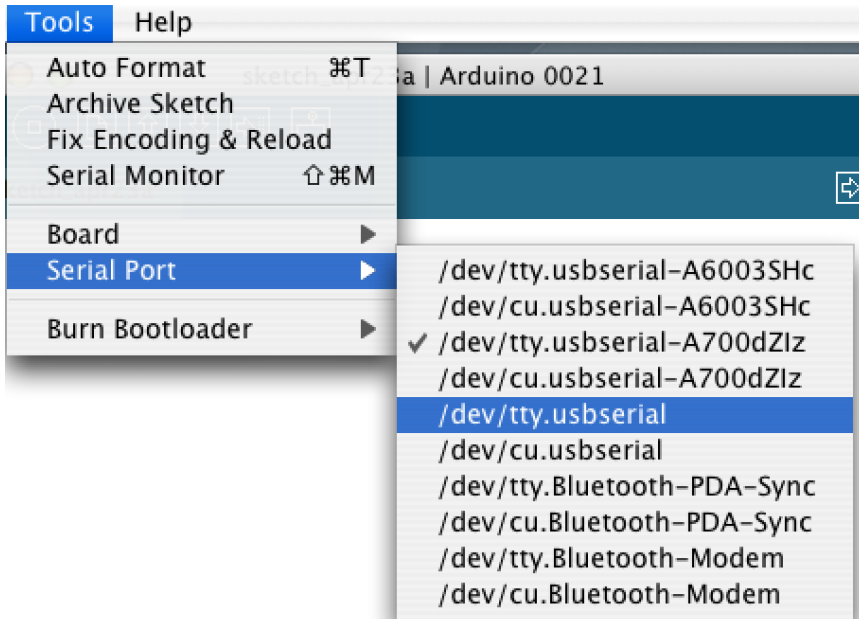 Tools Help
sketch_apr23a | Arduino 0021
Auto Format ⌘T
Archive Sketch
Fix Encoding & Reload
Serial Monitor ⇧⌘M
Board
Serial Port
Burn Bootloader
/dev/tty.usbserial-A6003SHc
/dev/cu.usbserial-A6003SHc
✓ /dev/tty.usbserial-A700dZIz
/dev/cu.usbserial-A700dZIz
/dev/tty.usbserial
/dev/cu.usbserial
/dev/tty.Bluetooth-PDA-Sync
/dev/cu.Bluetooth-PDA-Sync
/dev/tty.Bluetooth-Modem
/dev/cu.Bluetooth-Modem